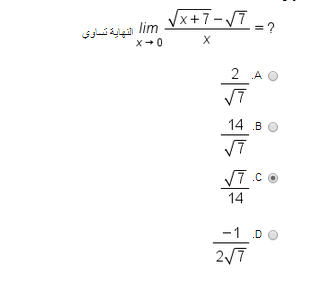 النهاية تساوي lim x→0 (√(x+7) − √7)/x = ?
A. 2/√7
B. 14/√7
C. √7/14
D. −1/(2√7)